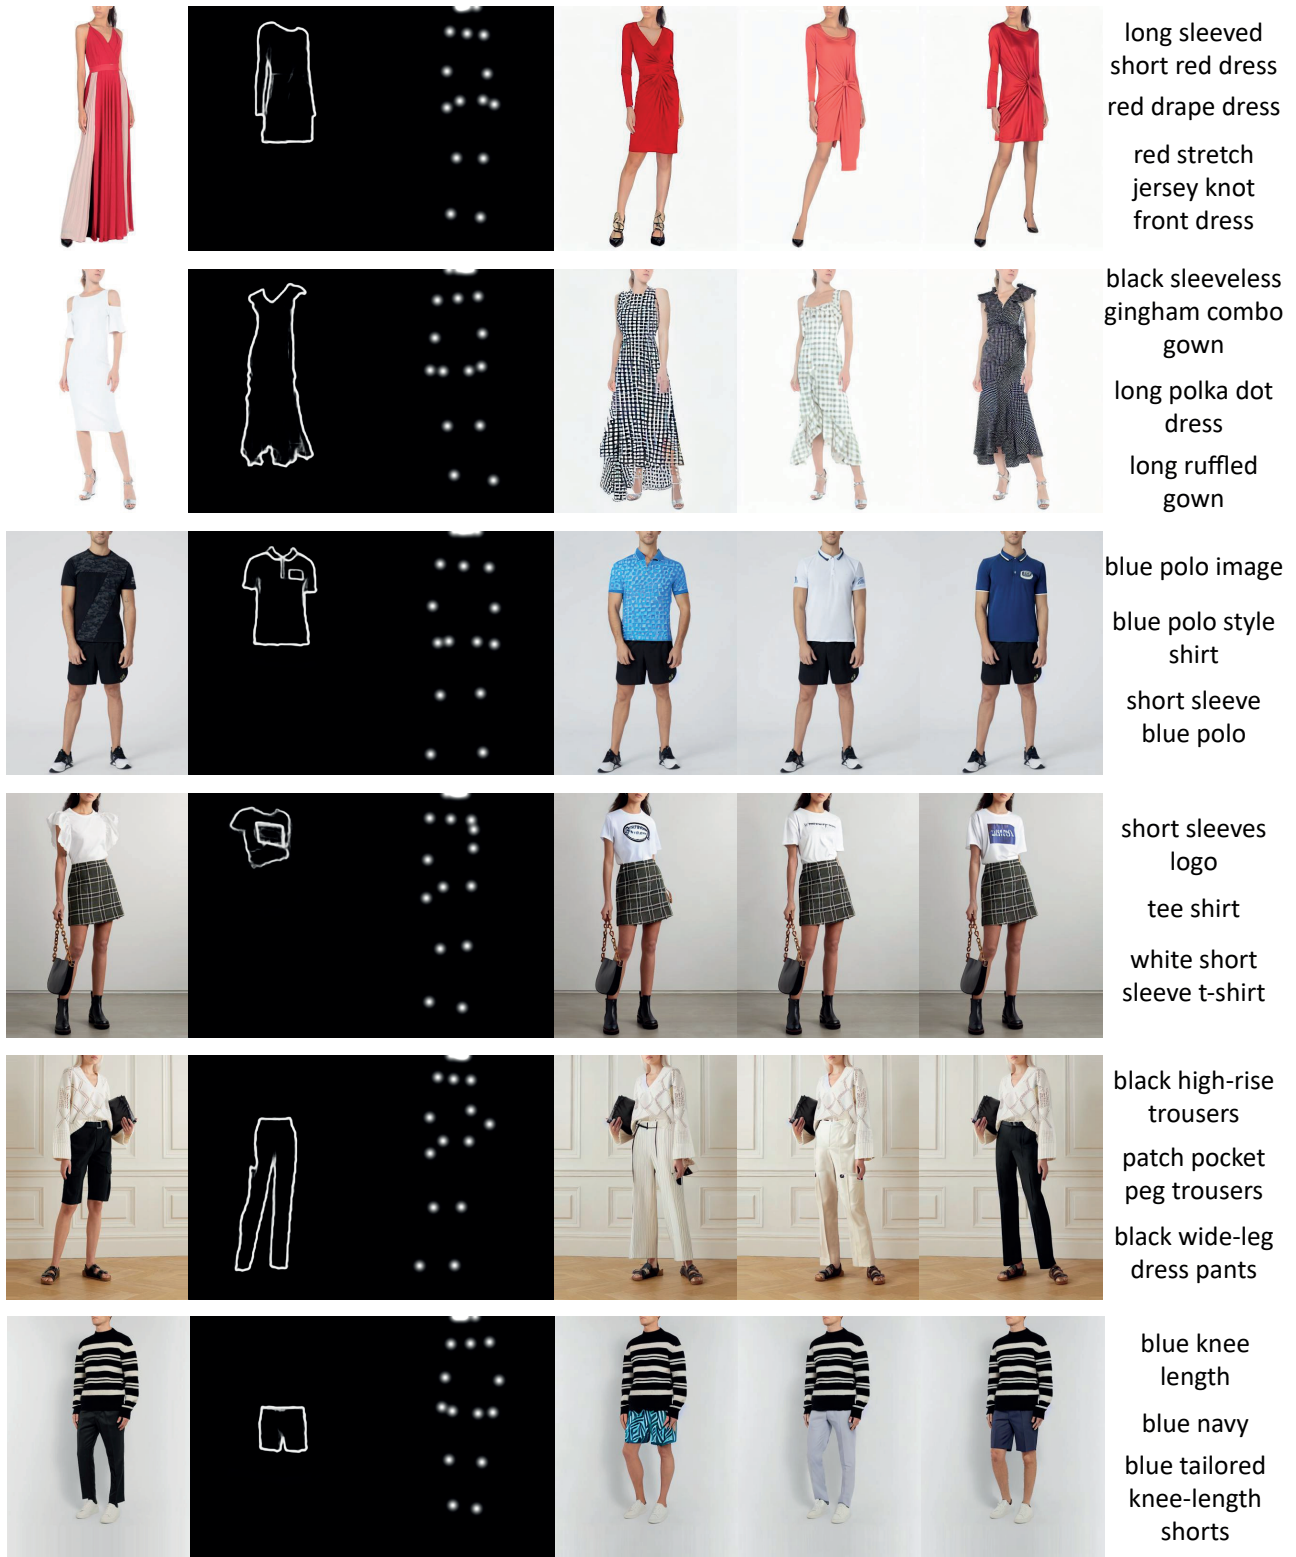 long sleeved
short red dress
red drape dress
red stretch
jersey knot
front dress
black sleeveless
gingham combo
gown
long polka dot
dress
long ruffled
gown
blue polo image
blue polo style
shirt
short sleeve
blue polo
short sleeves
logo
tee shirt
white short
sleeve t-shirt
black high-rise
trousers
patch pocket
peg trousers
black wide-leg
dress pants
blue knee
length
blue navy
blue tailored
knee-length
shorts